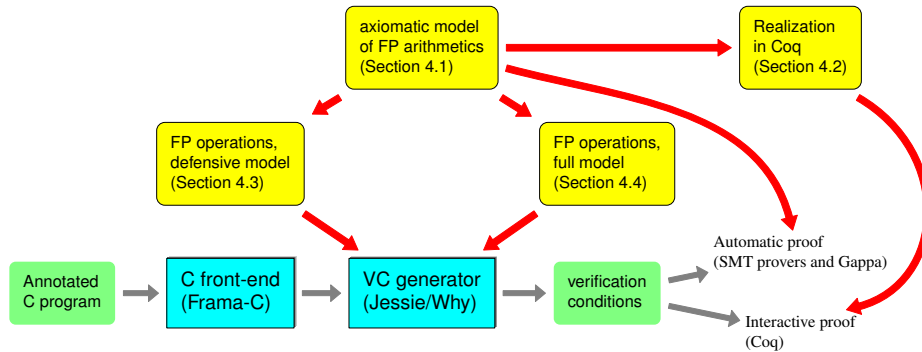 axiomatic model
of FP arithmetics
(Section 4.1)
Realization
in Coq
(Section 4.2)
FP operations,
defensive model
(Section 4.3)
FP operations,
full model
(Section 4.4)
Automatic proof
(SMT provers and Gappa)
Annotated
C program
C front-end
(Frama-C)
VC generator
(Jessie/Why)
verification
conditions
Interactive proof
(Coq)